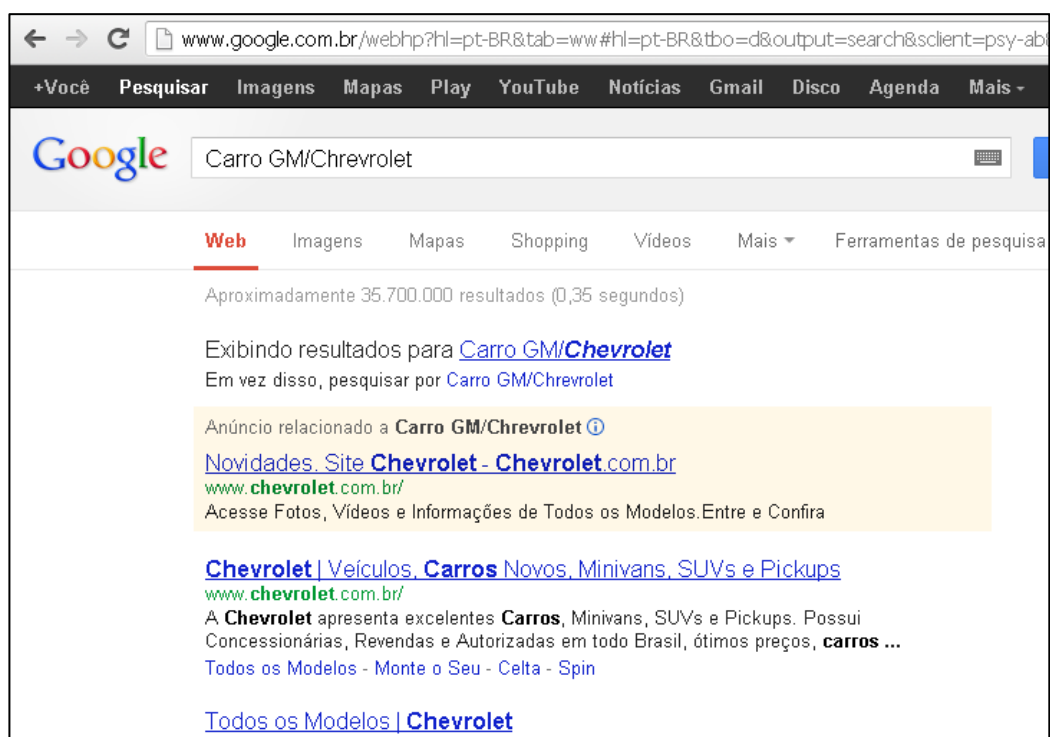 www.google.com.br/webhp?hl=pt-BR&tab=ww#hl=pt-BR&tbo=d&output=search&sclient=psy-ab
+Você Pesquisar Imagens Mapas Play YouTube Notícias Gmail Disco Agenda Mais
Google Carro GM/Chrevrolet
Web Imagens Mapas Shopping Vídeos Mais Ferramentas de pesquisa
Aproximadamente 35.700.000 resultados (0,35 segundos)
Exibindo resultados para Carro GM/Chevrolet
Em vez disso, pesquisar por Carro GM/Chrevrolet
Anúncio relacionado a Carro GM/Chrevrolet
Novidades. Site Chevrolet - Chevrolet.com.br
www.chevrolet.com.br/
Acesse Fotos, Vídeos e Informações de Todos os Modelos.Entre e Confira
Chevrolet | Veículos, Carros Novos, Minivans, SUVs e Pickups
www.chevrolet.com.br/
A Chevrolet apresenta excelentes Carros, Minivans, SUVs e Pickups. Possui
Concessionárias, Revendas e Autorizadas em todo Brasil, ótimos preços, carros ...
Todos os Modelos - Monte o Seu - Celta - Spin
Todos os Modelos | Chevrolet